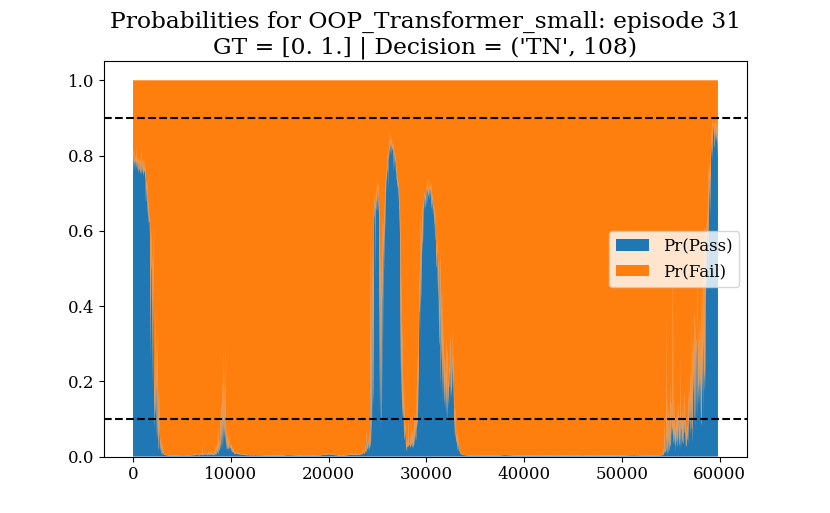 Probabilities for OOP_Transformer_small: episode 31
GT = [0. 1.] | Decision = ('TN', 108)
1.0
0.8
0.6
0.4
0.2
0.0
Pr(Pass)
Pr(Fail)
0 10000 20000 30000 40000 50000 60000